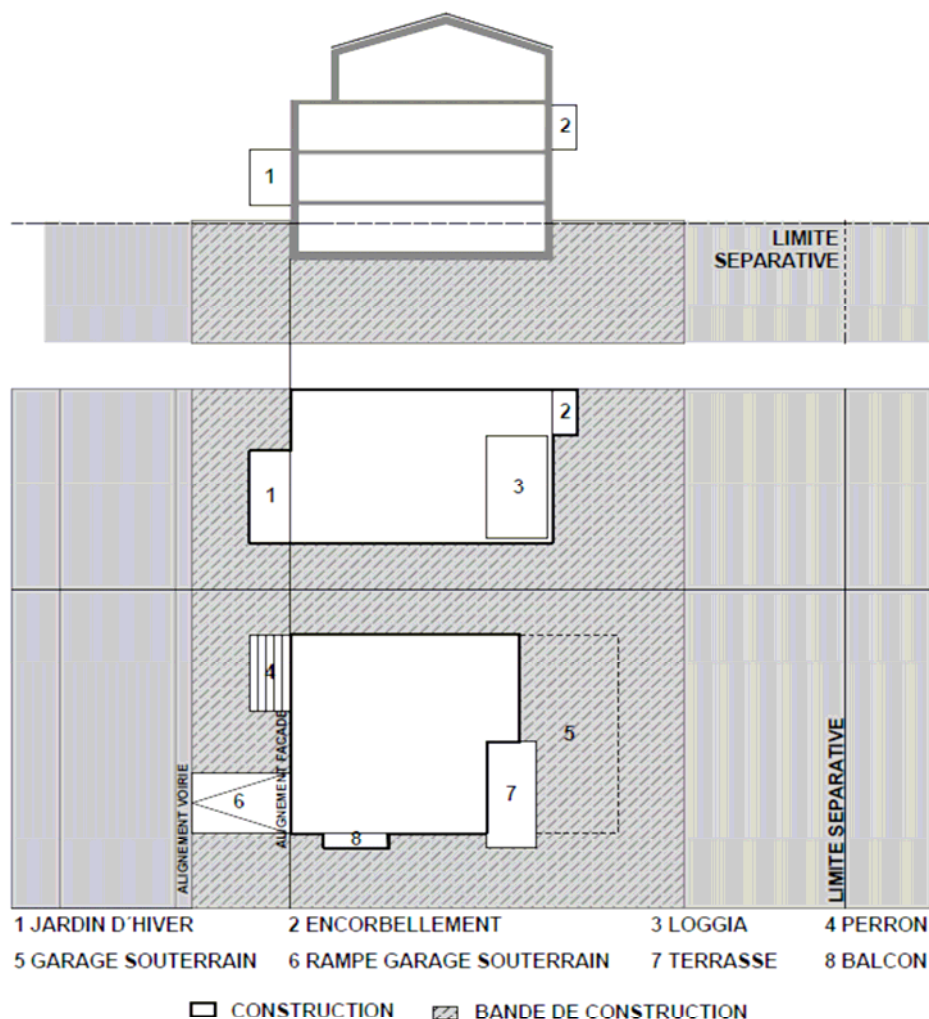 2
1
LIMITE
SEPARATIVE
2
1
3
4
5
ALIGNEMENT VOIRIE
ALIGNEMENT FACADE
LIMITE SEPARATIVE
7
6
8
1 JARDIN D´HIVER 2 ENCORBELLEMENT 3 LOGGIA 4 PERRON
5 GARAGE SOUTERRAIN 6 RAMPE GARAGE SOUTERRAIN 7 TERRASSE 8 BALCON
CONSTRUCTION BANDE DE CONSTRUCTION